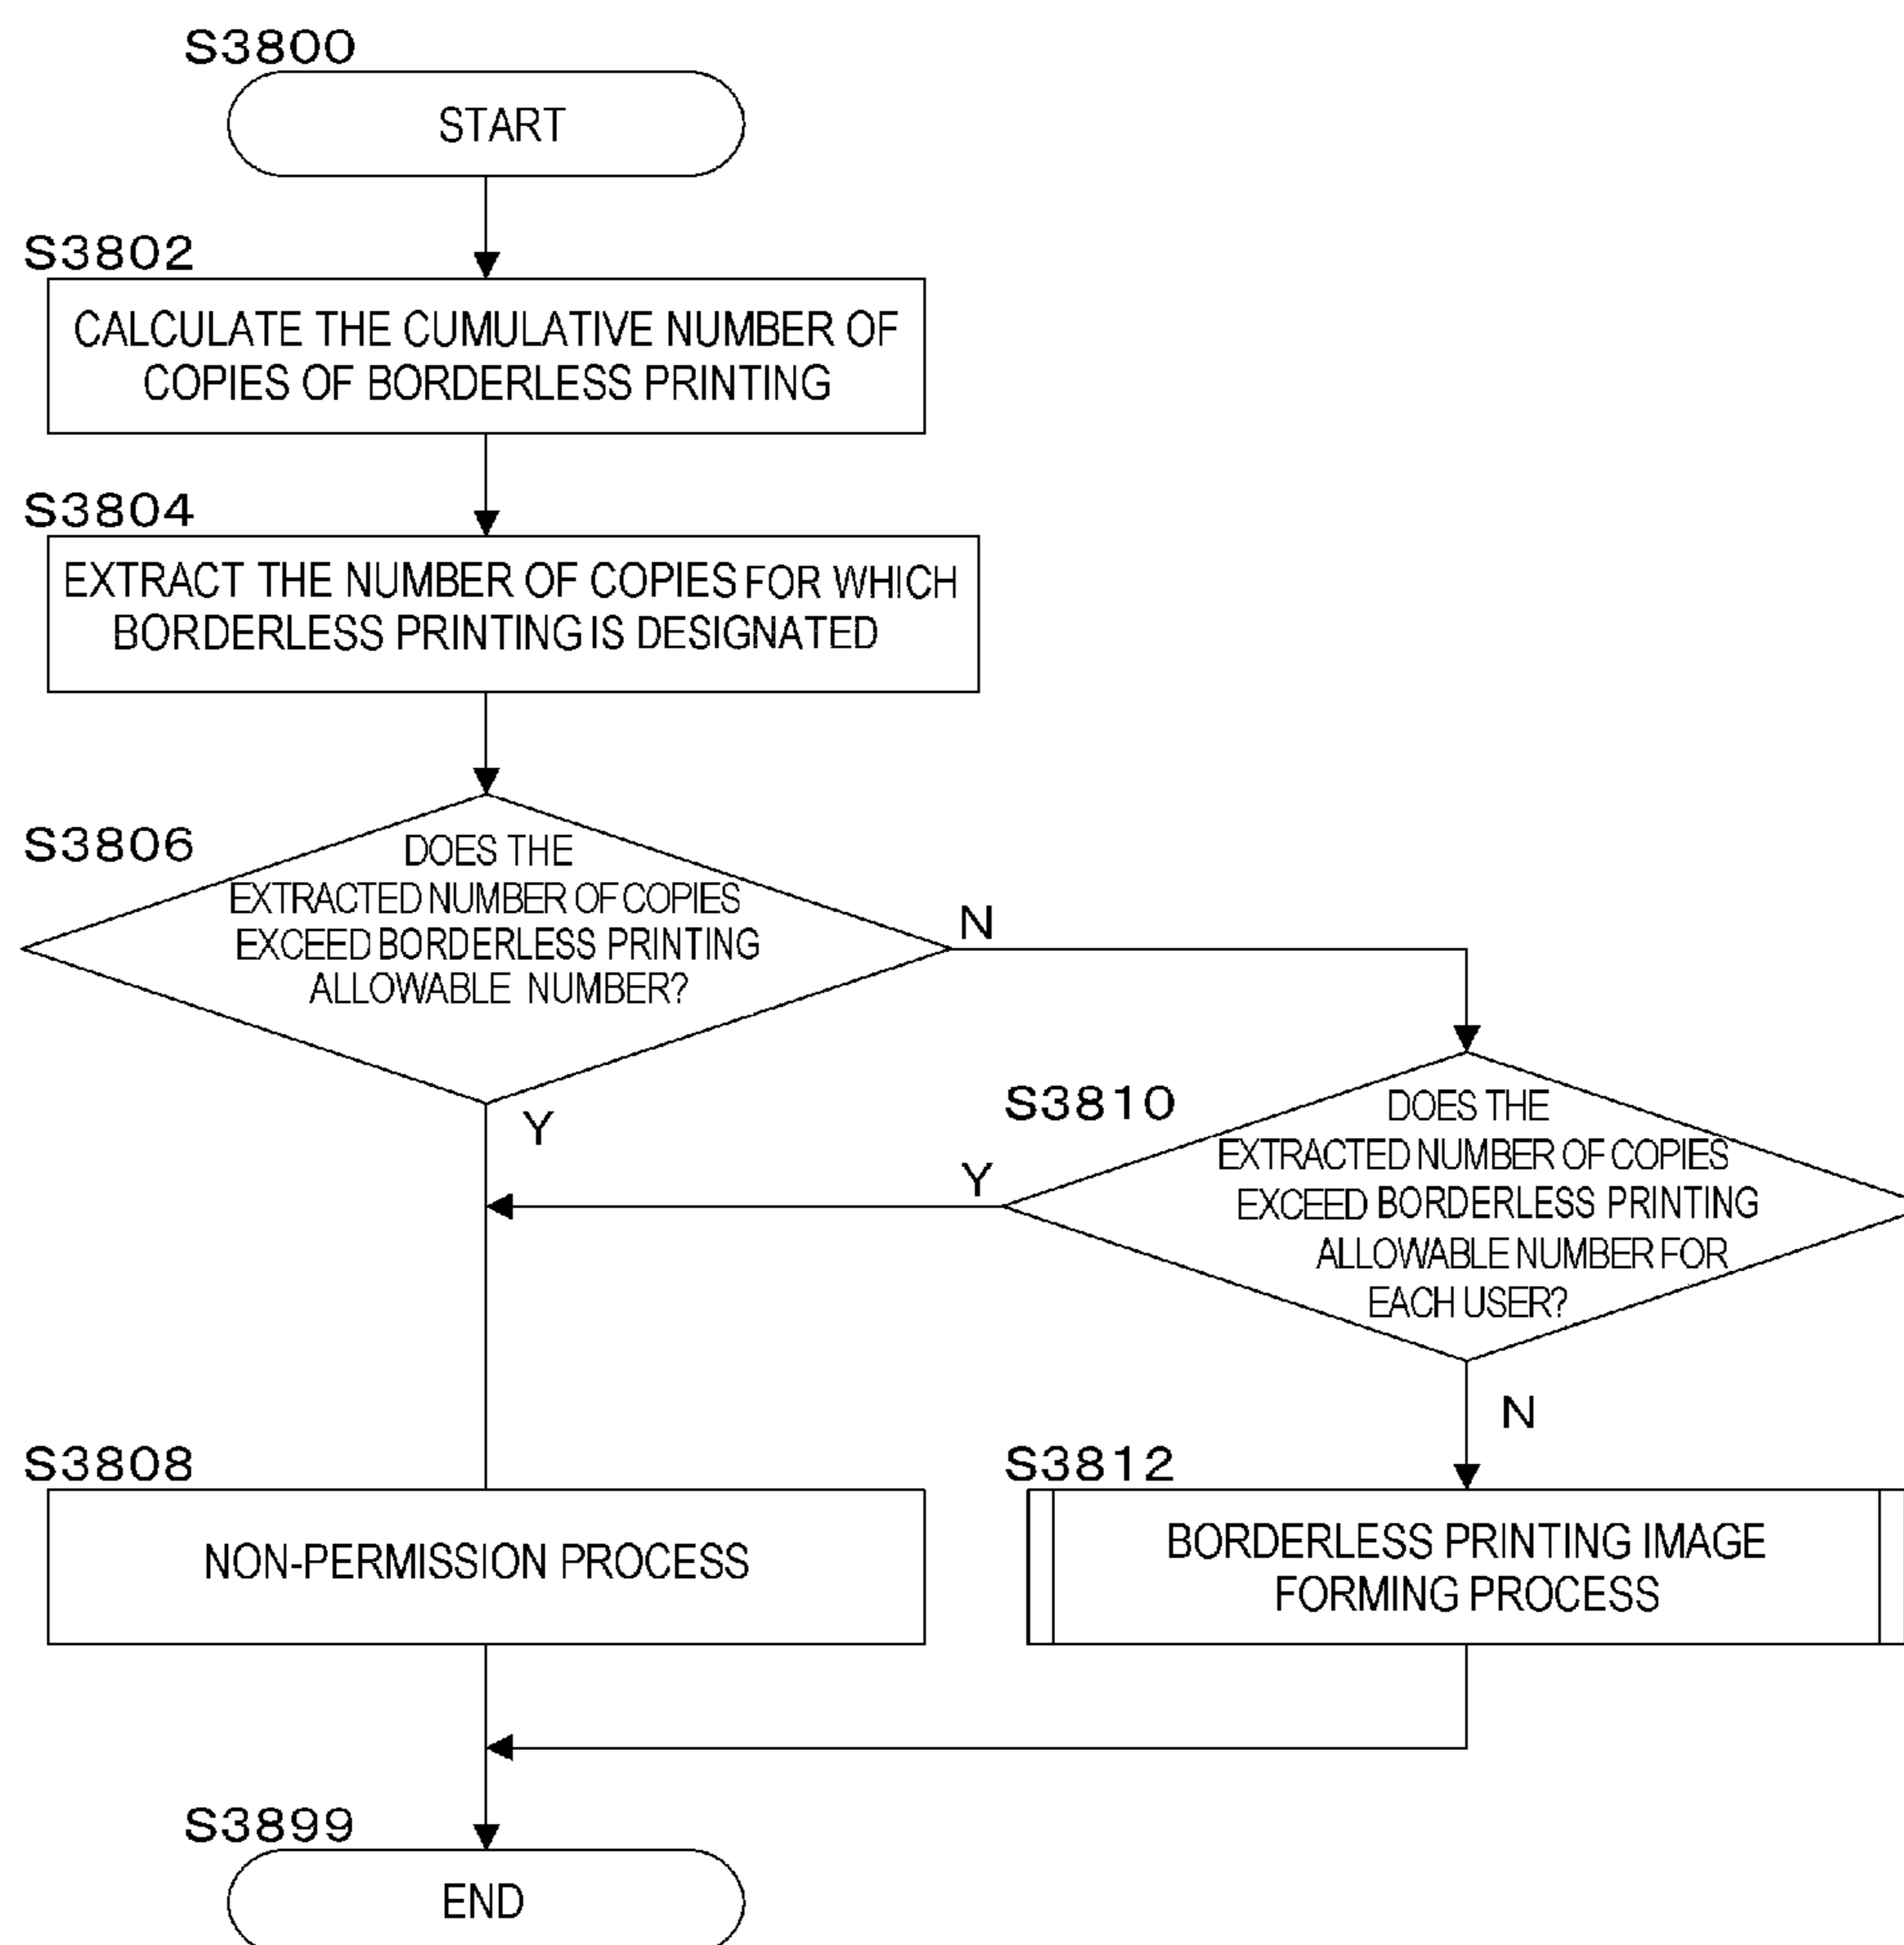 S3800
START
S3802
CALCULATE THE CUMULATIVE NUMBER OF
COPIES OF BORDERLESS PRINTING
S3804
EXTRACT THE NUMBER OF COPIES FOR WHICH
BORDERLESS PRINTING IS DESIGNATED
S3806
DOES THE
EXTRACTED NUMBER OF COPIES
EXCEED BORDERLESS PRINTING
ALLOWABLE NUMBER?
N
Y
S3810
DOES THE
EXTRACTED NUMBER OF COPIES
EXCEED BORDERLESS PRINTING
ALLOWABLE NUMBER FOR
EACH USER?
Y
N
S3808
NON-PERMISSION PROCESS
S3812
BORDERLESS PRINTING IMAGE
FORMING PROCESS
S3899
END